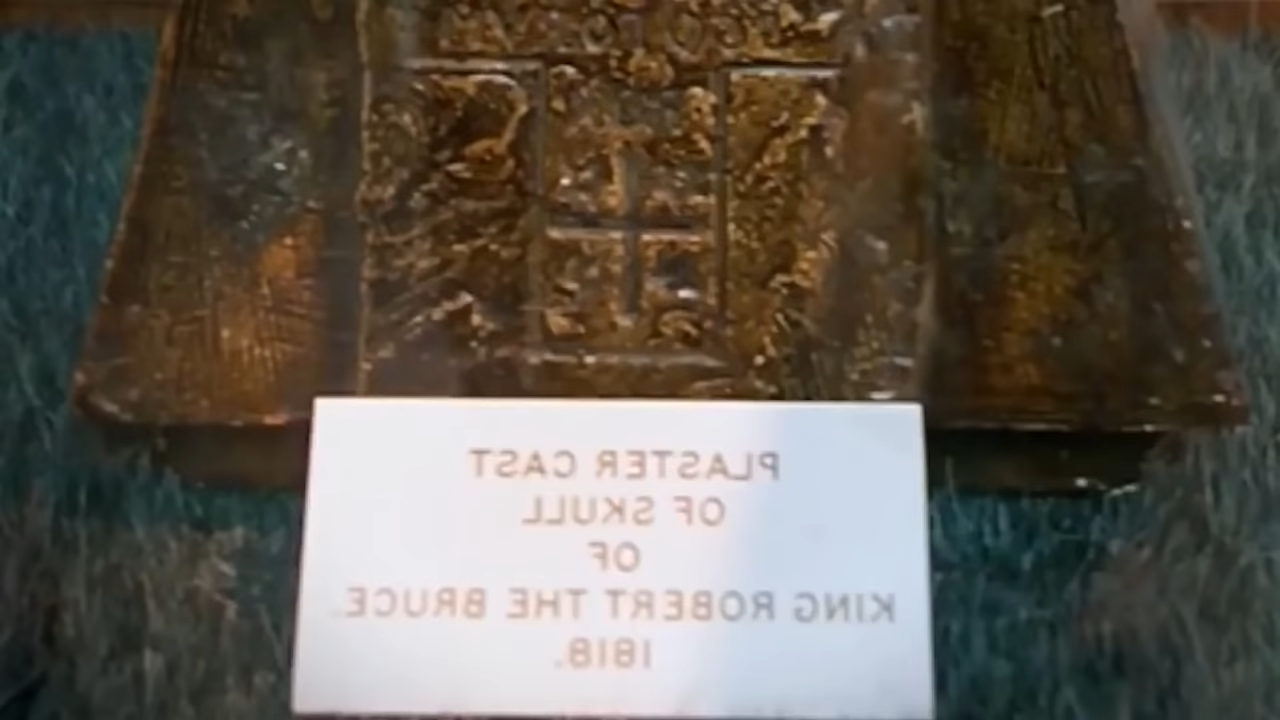 PLASTER CAST
OF SKULL
OF
KING ROBERT THE BRUCE.
1818.